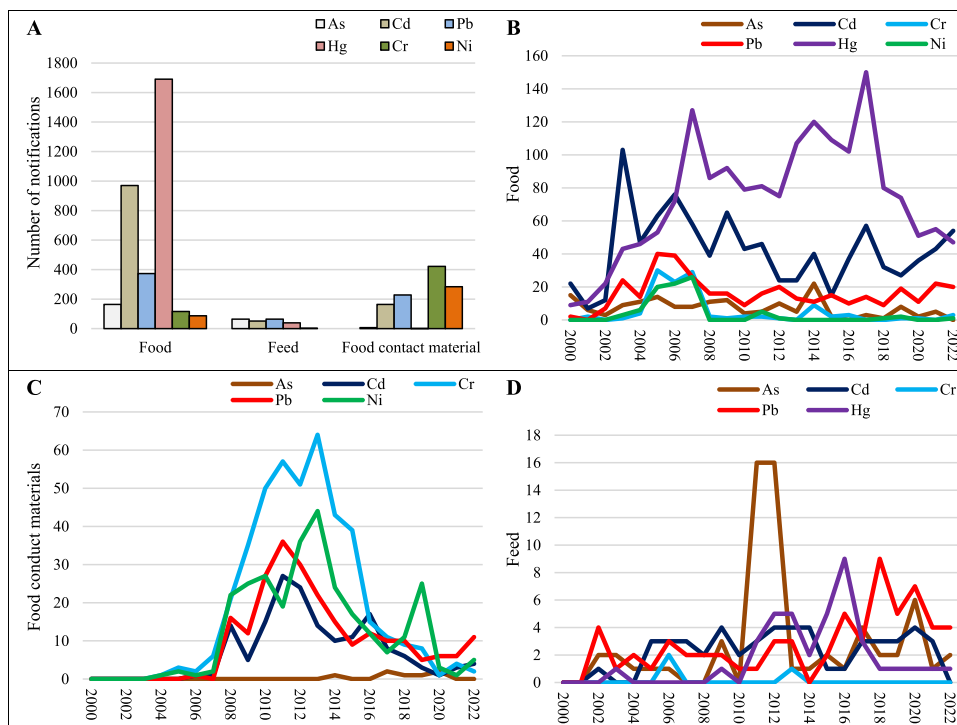 A
As Cd Pb
Hg Cr Ni
Number of notifications
1800
1600
1400
1200
1000
800
600
400
200
0
Food Feed Food contact material
B
As Cd Cr
Pb Hg Ni
Food
160
140
120
100
80
60
40
20
0
2000 2002 2004 2006 2008 2010 2012 2014 2016 2018 2020 2022
C
As Cd Cr
Pb Ni
Food conduct materials
70
60
50
40
30
20
10
0
2000 2002 2004 2006 2008 2010 2012 2014 2016 2018 2020 2022
D
As Cd Cr
Pb Hg
Feed
18
16
14
12
10
8
6
4
2
0
2000 2002 2004 2006 2008 2010 2012 2014 2016 2018 2020 2022